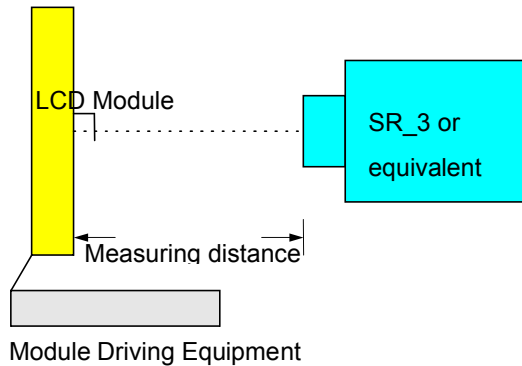 LCD Module
SR_3 or
equivalent
Measuring distance
Module Driving Equipment